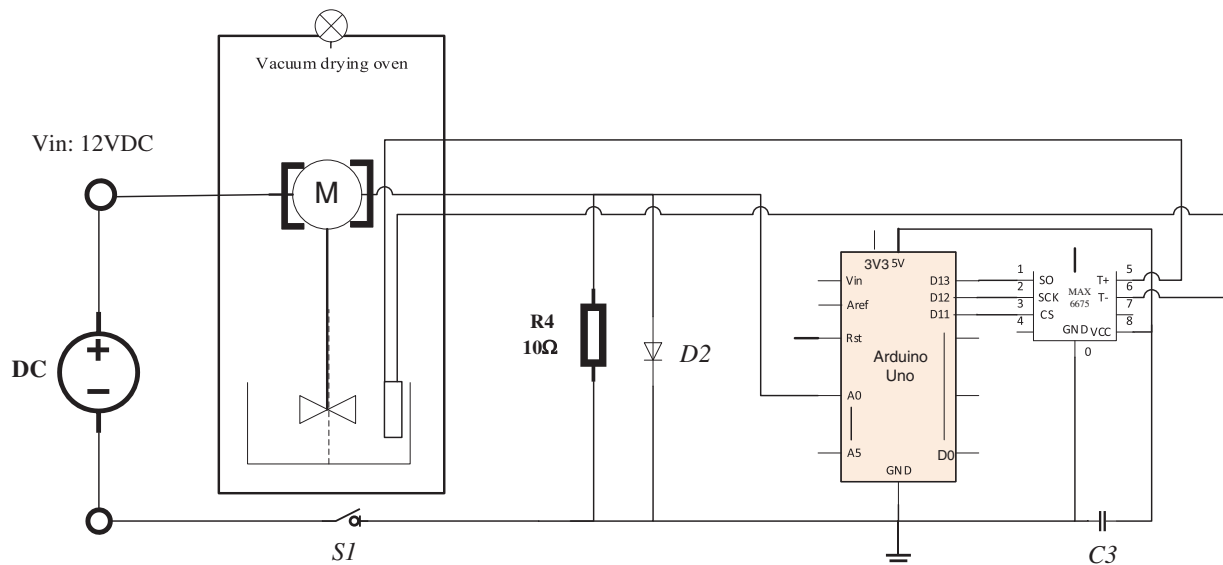 Vacuum drying oven
Vin: 12VDC
M
DC
R4
10Ω
D2
S1
3V3 5V
Vin
Aref
Rst
Arduino
Uno
A0
A5
GND
D13
D12
D11
D0
1
2
3
4
SO
SCK
CS
MAX
6675
T+
T-
GND VCC
5
6
7
8
0
C3